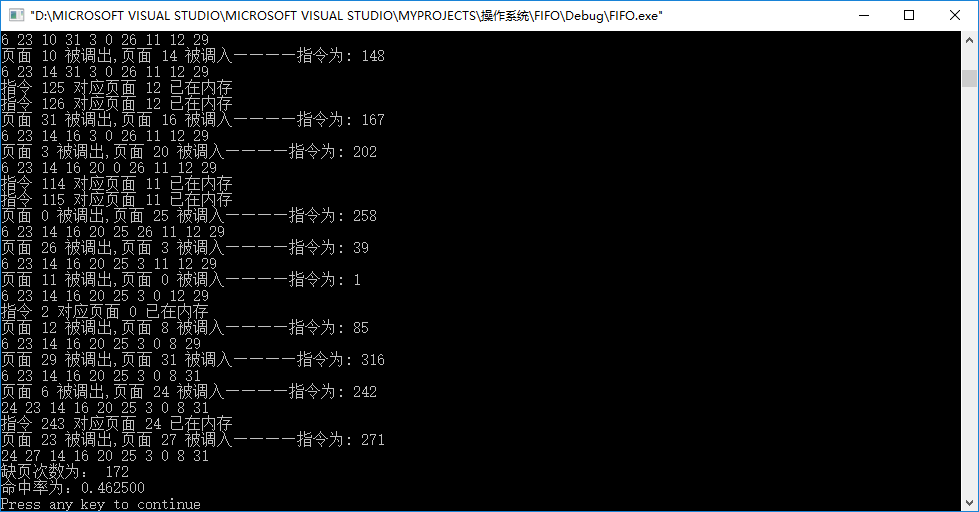 "D:\MICROSOFT VISUAL STUDIO\MICROSOFT VISUAL STUDIO\MYPROJECTS\操作系统\FIFO\Debug\FIFO.exe"
6 23 10 31 3 0 26 11 12 29
页面 10 被调出,页面 14 被调入————指令为: 148
6 23 14 31 3 0 26 11 12 29
指令 125 对应页面 12 已在内存
指令 126 对应页面 12 已在内存
页面 31 被调出,页面 16 被调入————指令为: 167
6 23 14 16 3 0 26 11 12 29
页面 3 被调出,页面 20 被调入————指令为: 202
6 23 14 16 20 0 26 11 12 29
指令 114 对应页面 11 已在内存
指令 115 对应页面 11 已在内存
页面 0 被调出,页面 25 被调入————指令为: 258
6 23 14 16 20 25 26 11 12 29
页面 26 被调出,页面 3 被调入————指令为: 39
6 23 14 16 20 25 3 11 12 29
页面 11 被调出,页面 0 被调入————指令为: 1
6 23 14 16 20 25 3 0 12 29
指令 2 对应页面 0 已在内存
页面 12 被调出,页面 8 被调入————指令为: 85
6 23 14 16 20 25 3 0 8 29
页面 29 被调出,页面 31 被调入————指令为: 316
6 23 14 16 20 25 3 0 8 31
页面 6 被调出,页面 24 被调入————指令为: 242
24 23 14 16 20 25 3 0 8 31
指令 243 对应页面 24 已在内存
页面 23 被调出,页面 27 被调入————指令为: 271
24 27 14 16 20 25 3 0 8 31
缺页次数为： 172
命中率为：0.462500
Press any key to continue